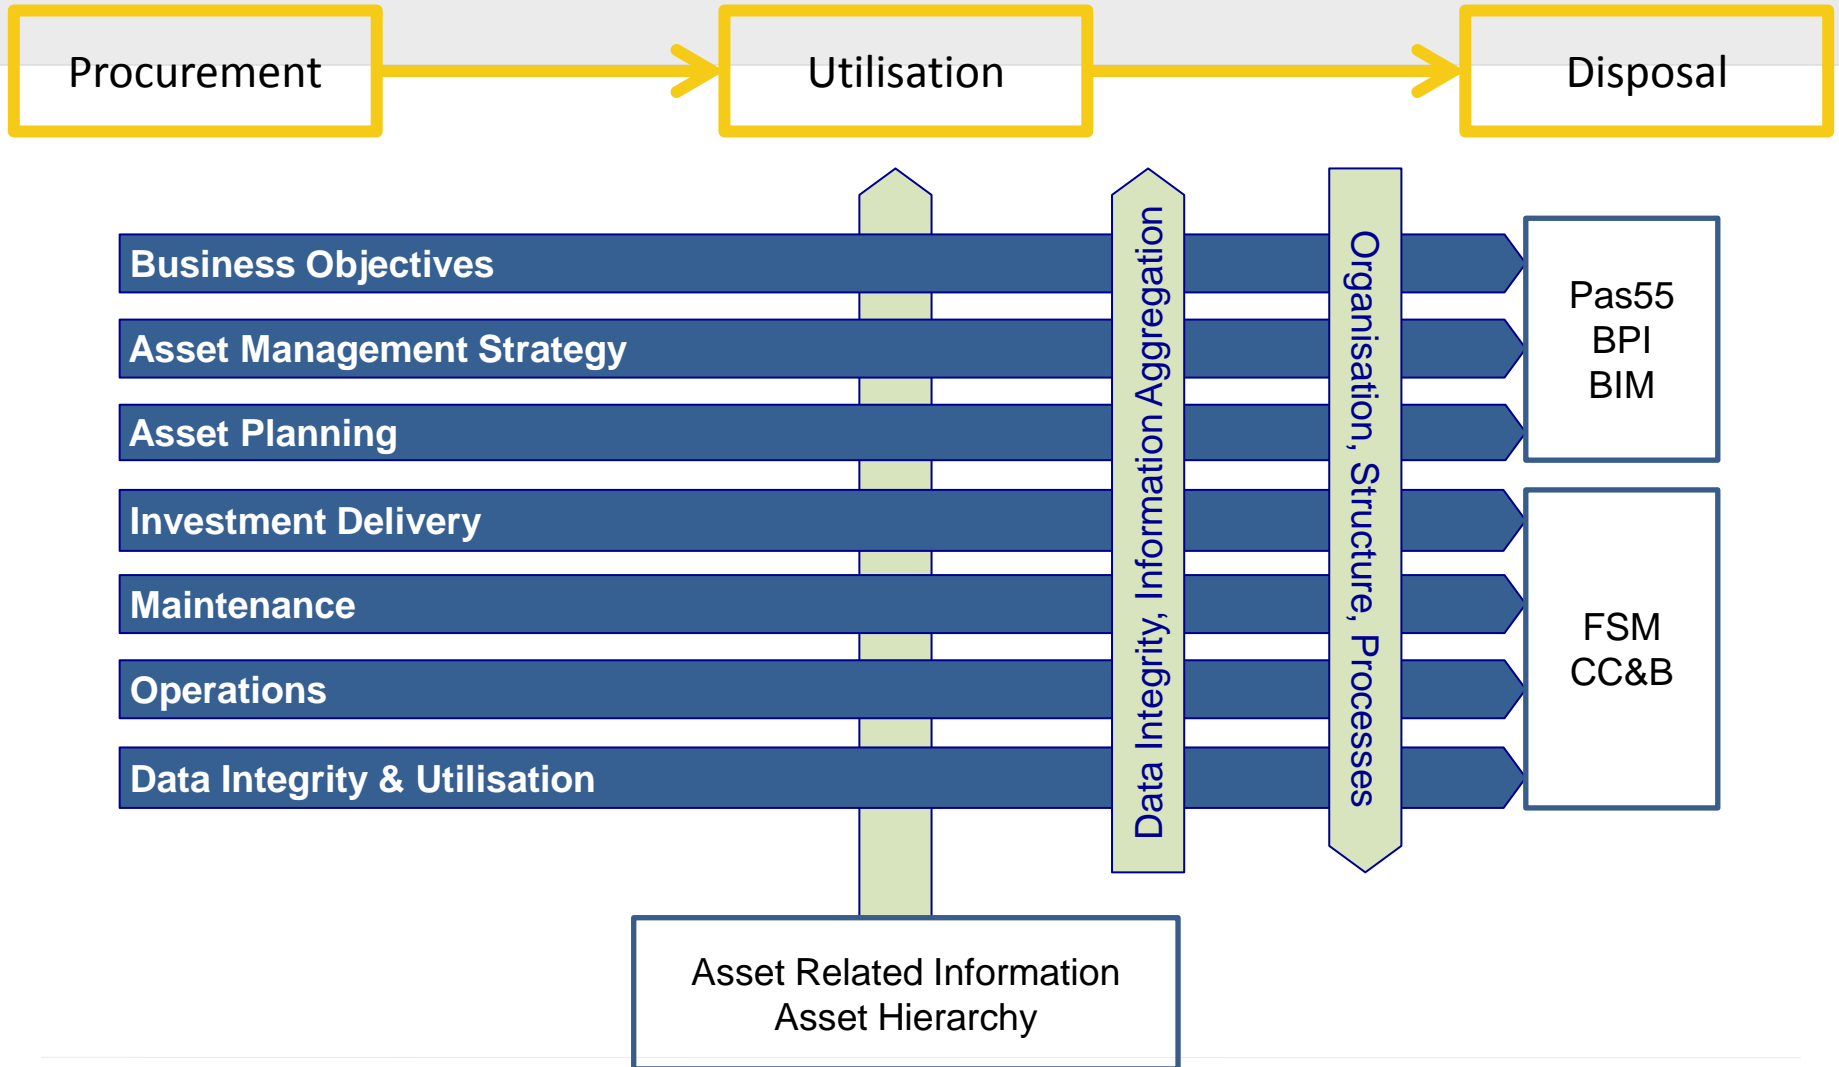 Procurement
Utilisation
Disposal
Business Objectives
Asset Management Strategy
Asset Planning
Investment Delivery
Maintenance
Operations
Data Integrity & Utilisation
Data Integrity, Information Aggregation
Organisation, Structure, Processes
Pas55
BPI
BIM
FSM
CC&B
Asset Related Information
Asset Hierarchy